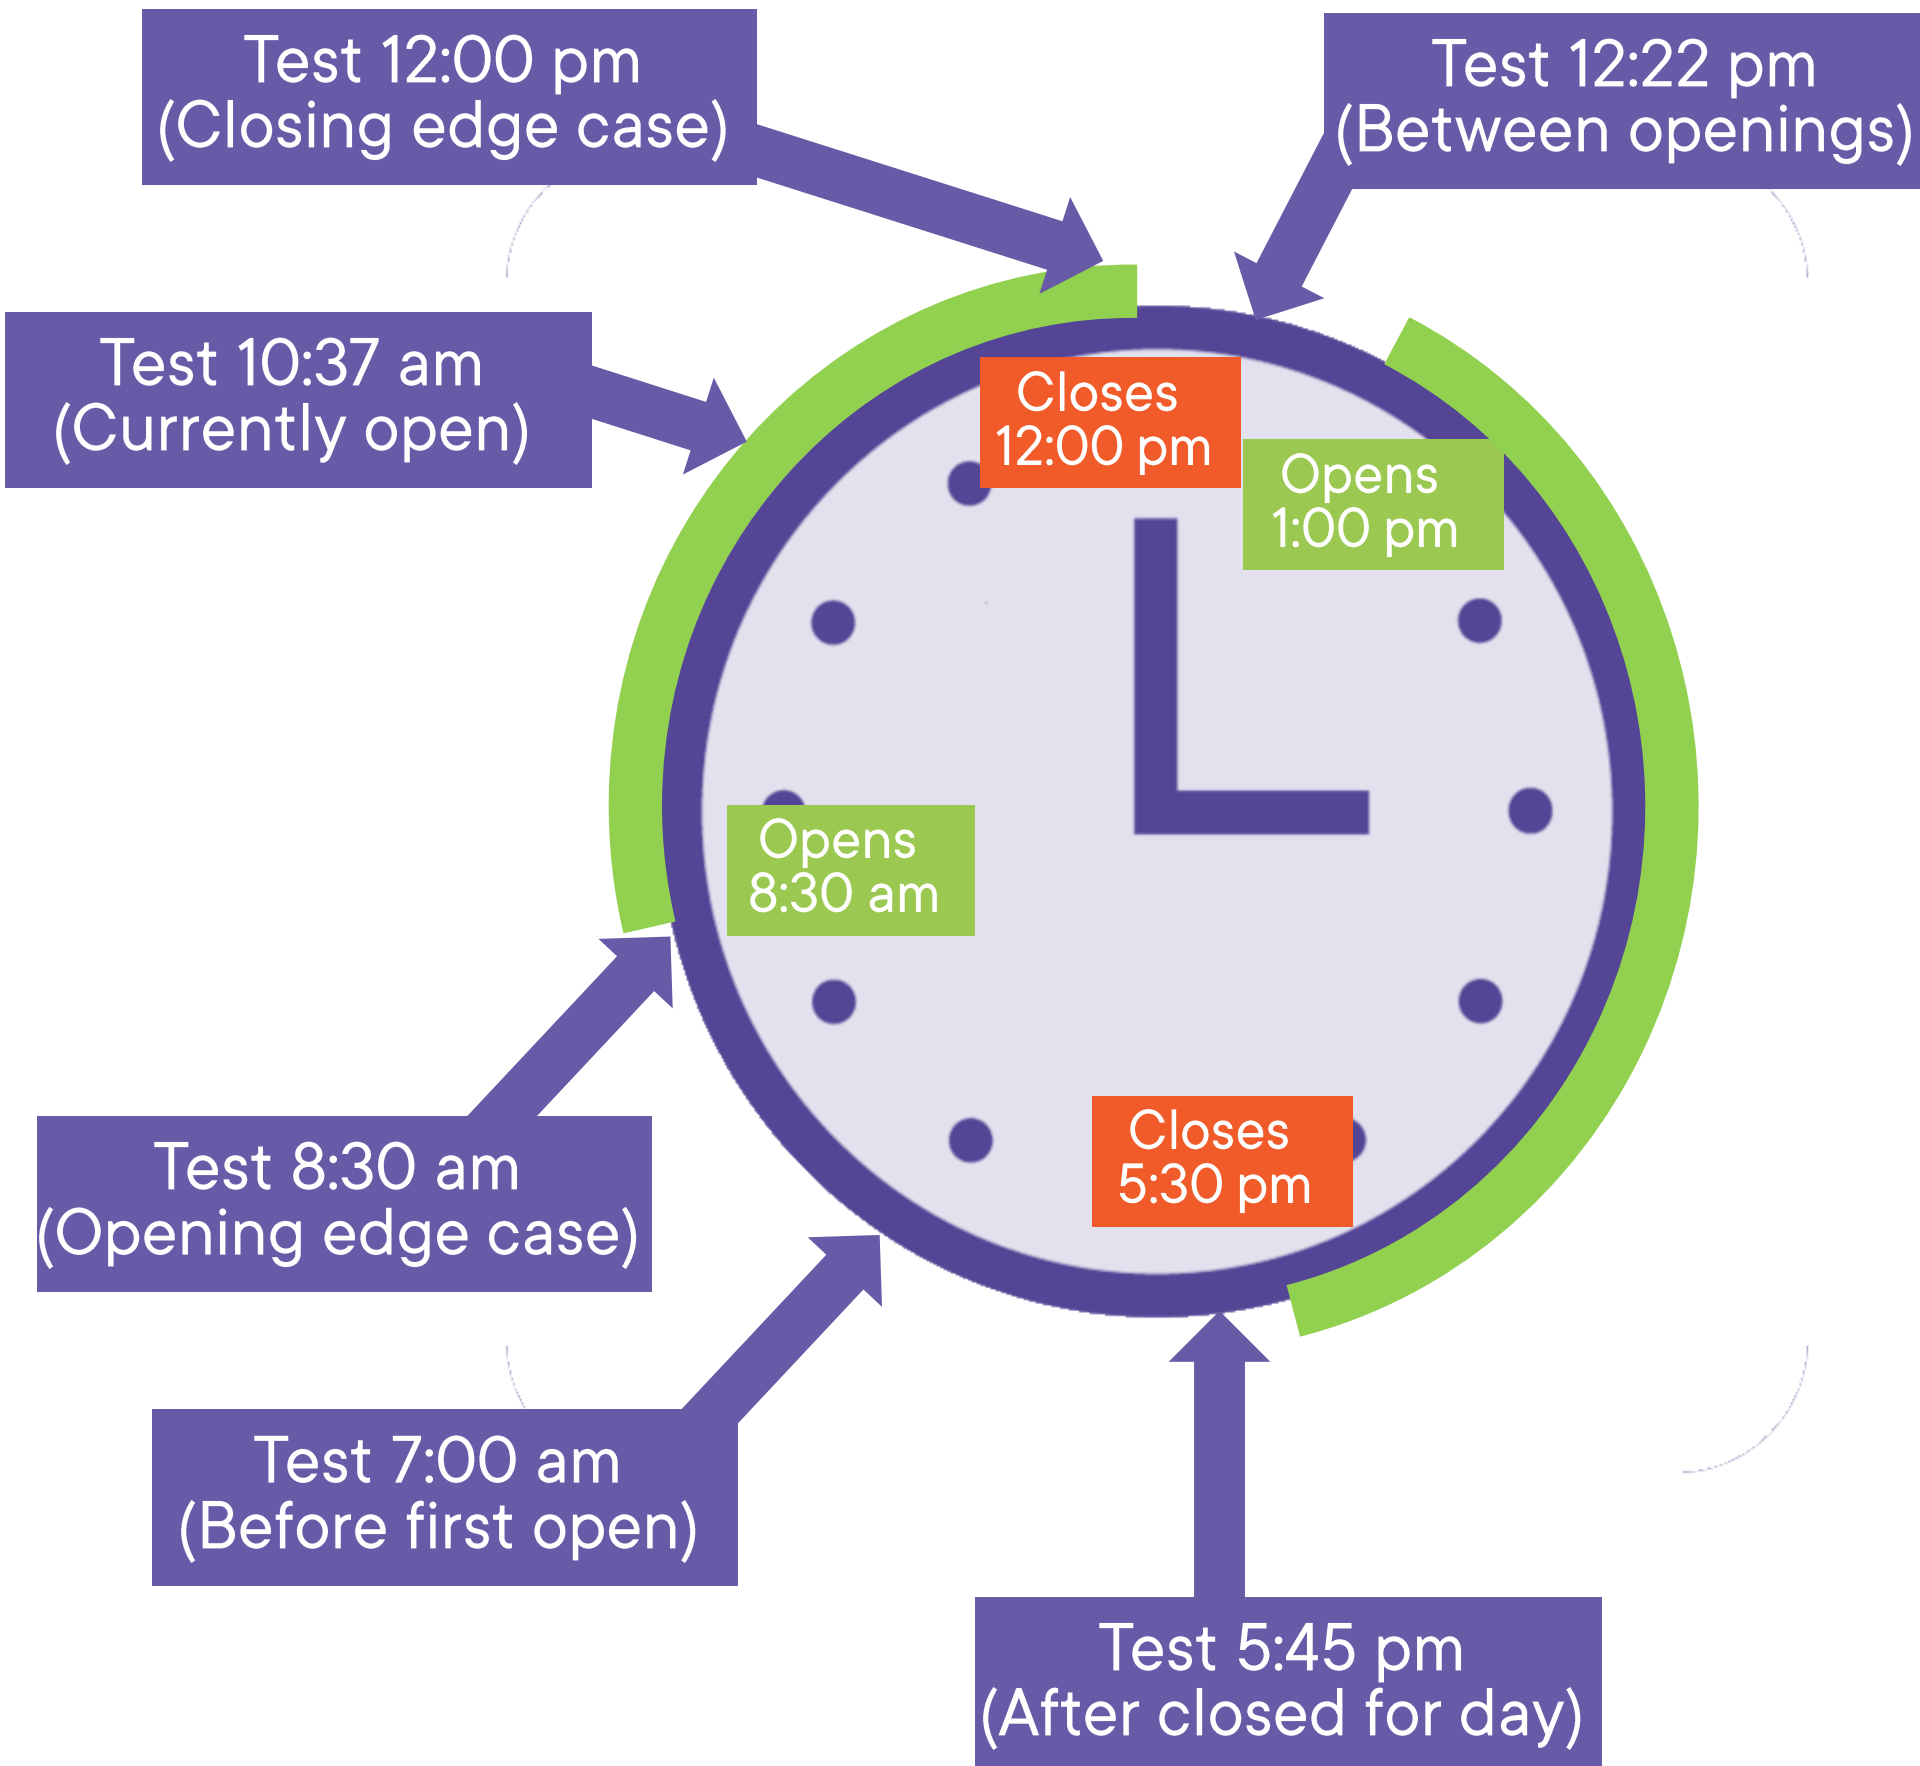 Test 12:00 pm
(Closing edge case)
Test 12:22 pm
(Between openings)
Test 10:37 am
(Currently open)
Closes
12:00 pm
Opens
1:00 pm
Opens
8:30 am
Closes
5:30 pm
Test 8:30 am
(Opening edge case)
Test 7:00 am
(Before first open)
Test 5:45 pm
(After closed for day)